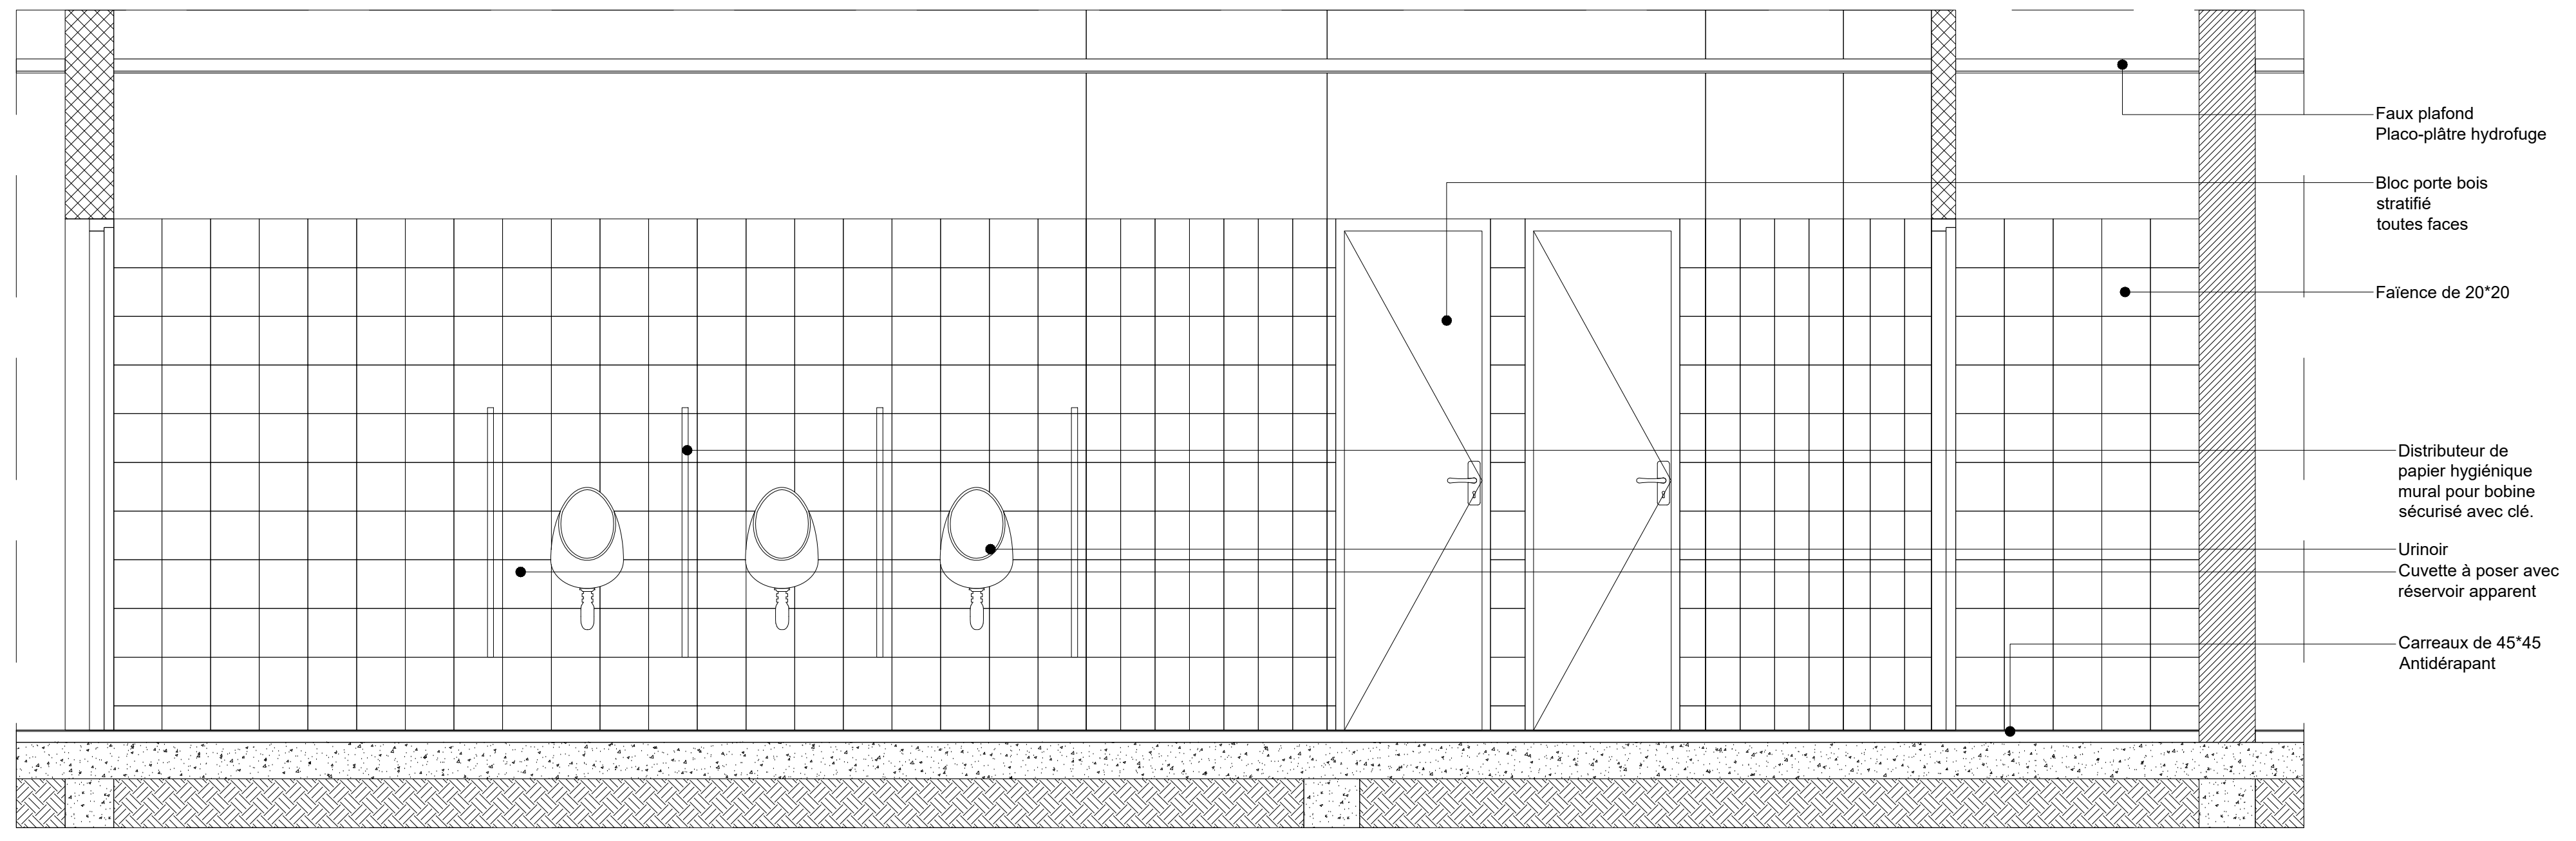 Faux plafond
Placo-plâtre hydrofuge
Bloc porte bois
stratifié
toutes faces
Faïence de 20*20
Distributeur de
papier hygiénique
mural pour bobine
sécurisé avec clé.
Urinoir
Cuvette à poser avec
réservoir apparent
Carreaux de 45*45
Antidérapant